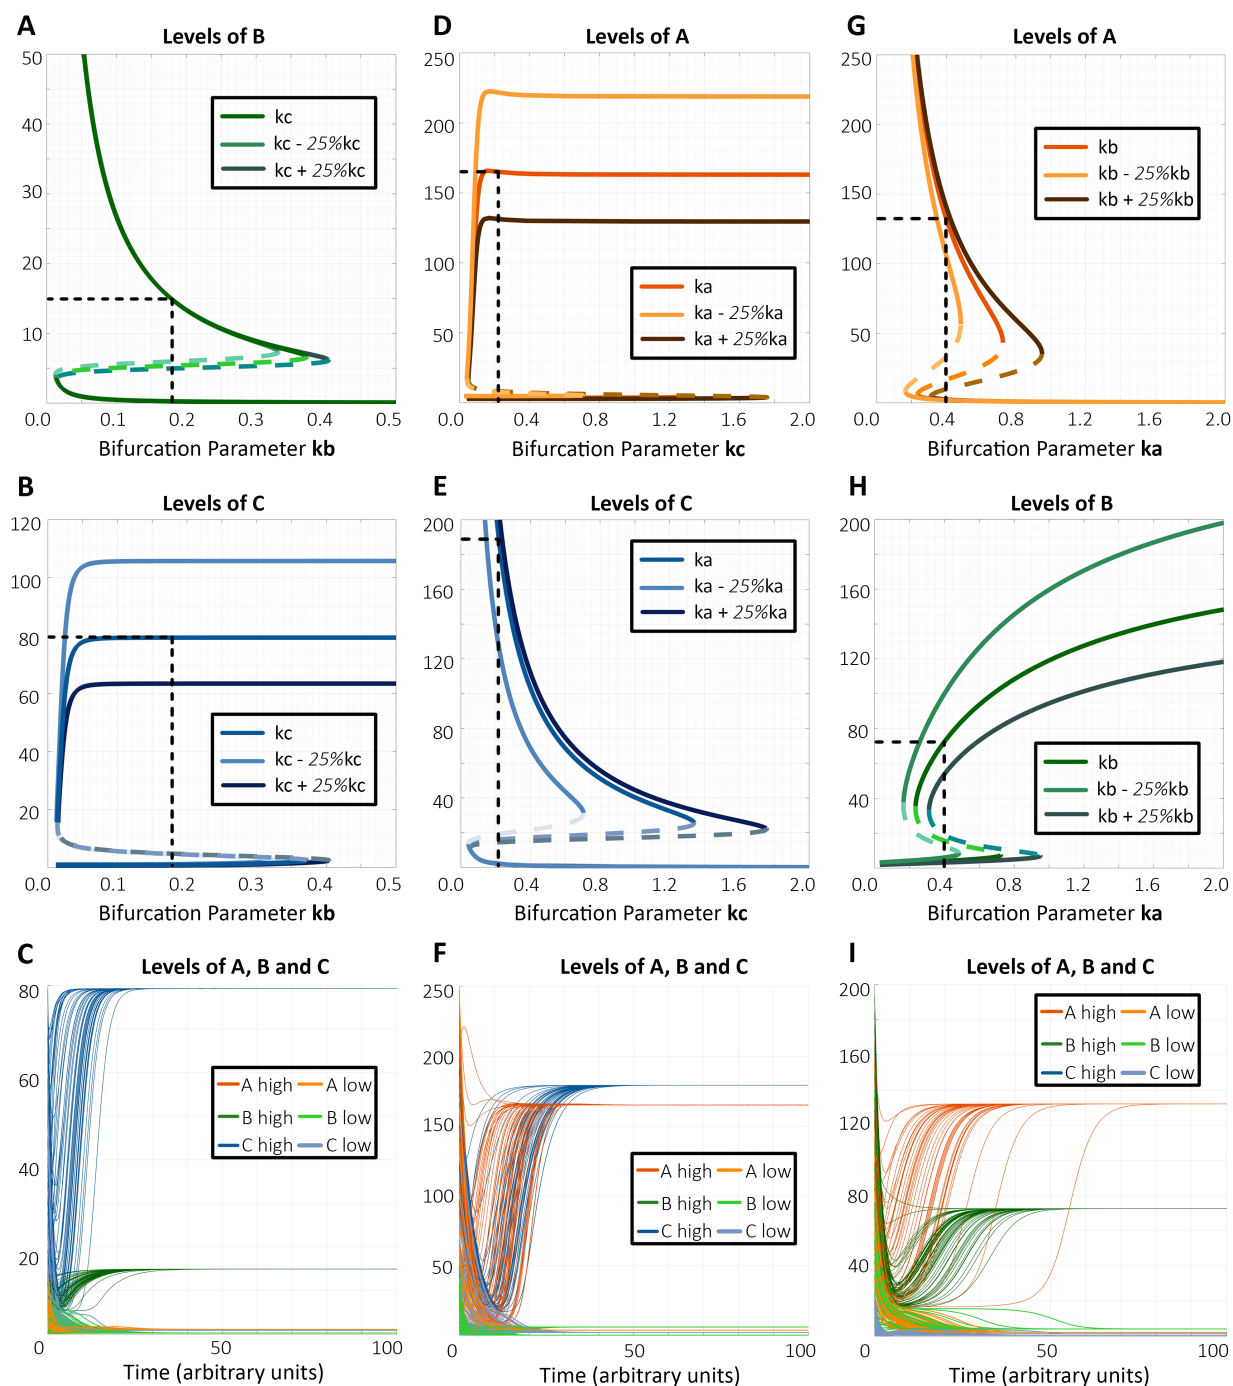 A
Levels of B
50
40
30
20
10
0.0 0.1 0.2 0.3 0.4 0.5
kc
kc - 25%kc
kc + 25%kc
Bifurcation Parameter kb
D
Levels of A
250
200
150
100
50
0.0 0.4 0.8 1.2 1.6 2.0
ka
ka - 25%ka
ka + 25%ka
Bifurcation Parameter kc
G
Levels of A
250
200
150
100
50
0.0 0.4 0.8 1.2 1.6 2.0
kb
kb - 25%kb
kb + 25%kb
Bifurcation Parameter ka
B
Levels of C
120
100
80
60
40
20
0.0 0.1 0.2 0.3 0.4 0.5
kc
kc - 25%kc
kc + 25%kc
Bifurcation Parameter kb
E
Levels of C
200
160
120
80
40
0.0 0.4 0.8 1.2 1.6 2.0
ka
ka - 25%ka
ka + 25%ka
Bifurcation Parameter kc
H
Levels of B
200
160
120
80
40
0.0 0.4 0.8 1.2 1.6 2.0
kb
kb - 25%kb
kb + 25%kb
Bifurcation Parameter ka
C
Levels of A, B and C
80
60
40
20
0 50 100
A high A low
B high B low
C high C low
Time (arbitrary units)
F
Levels of A, B and C
250
200
150
100
50
0 50 100
A high A low
B high B low
C high C low
Time (arbitrary units)
I
Levels of A, B and C
200
160
120
80
40
0 50 100
A high A low
B high B low
C high C low
Time (arbitrary units)